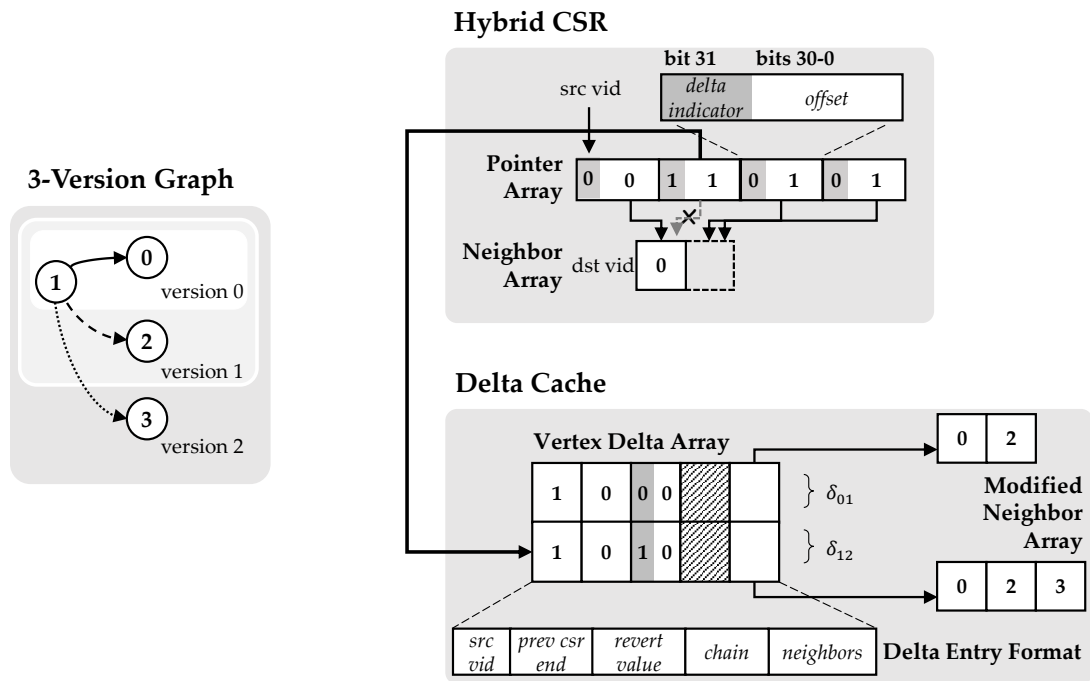 3-Version Graph
1
0
version 0
2
version 1
3
version 2
Hybrid CSR
bit 31 bits 30-0
src vid
delta
indicator
offset
Pointer
Array
0 0 1 1 0 1 0 1
Neighbor
Array
dst vid
0
Delta Cache
Vertex Delta Array
1 0 0 0
δ01
1 0 1 0
δ12
0 2
Modified
Neighbor
Array
0 2 3
src
vid
prev csr
end
revert
value
chain
neighbors
Delta Entry Format